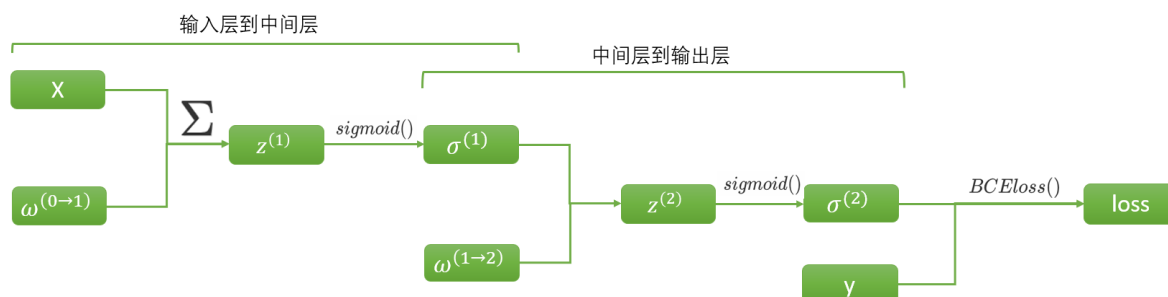 输入层到中间层
中间层到输出层
X
∑
z^{(1)}
sigmoid()
σ^{(1)}
ω^{(0→1)}
z^{(2)}
sigmoid()
σ^{(2)}
BCEloss()
loss
ω^{(1→2)}
y